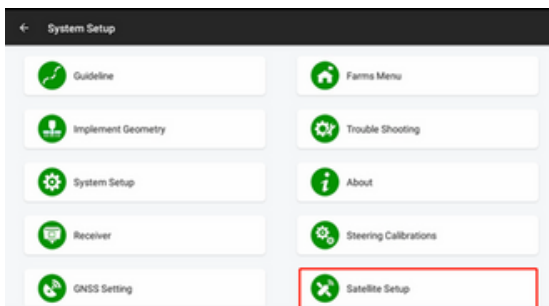 System Setup
Guideline
Farms Menu
Implement Geometry
Trouble Shooting
System Setup
About
Receiver
Steering Calibrations
GNSS Setting
Satellite Setup